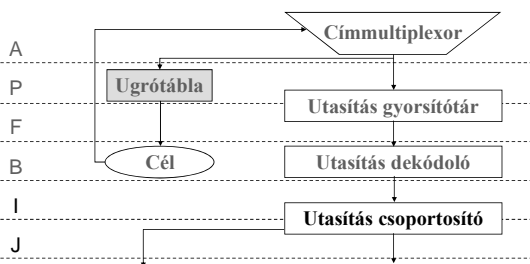 Címmultiplexor
A
Ugrótábla
P
Utasítás gyorsítótár
F
Cél
Utasítás dekódoló
B
I
Utasítás csoportosító
J